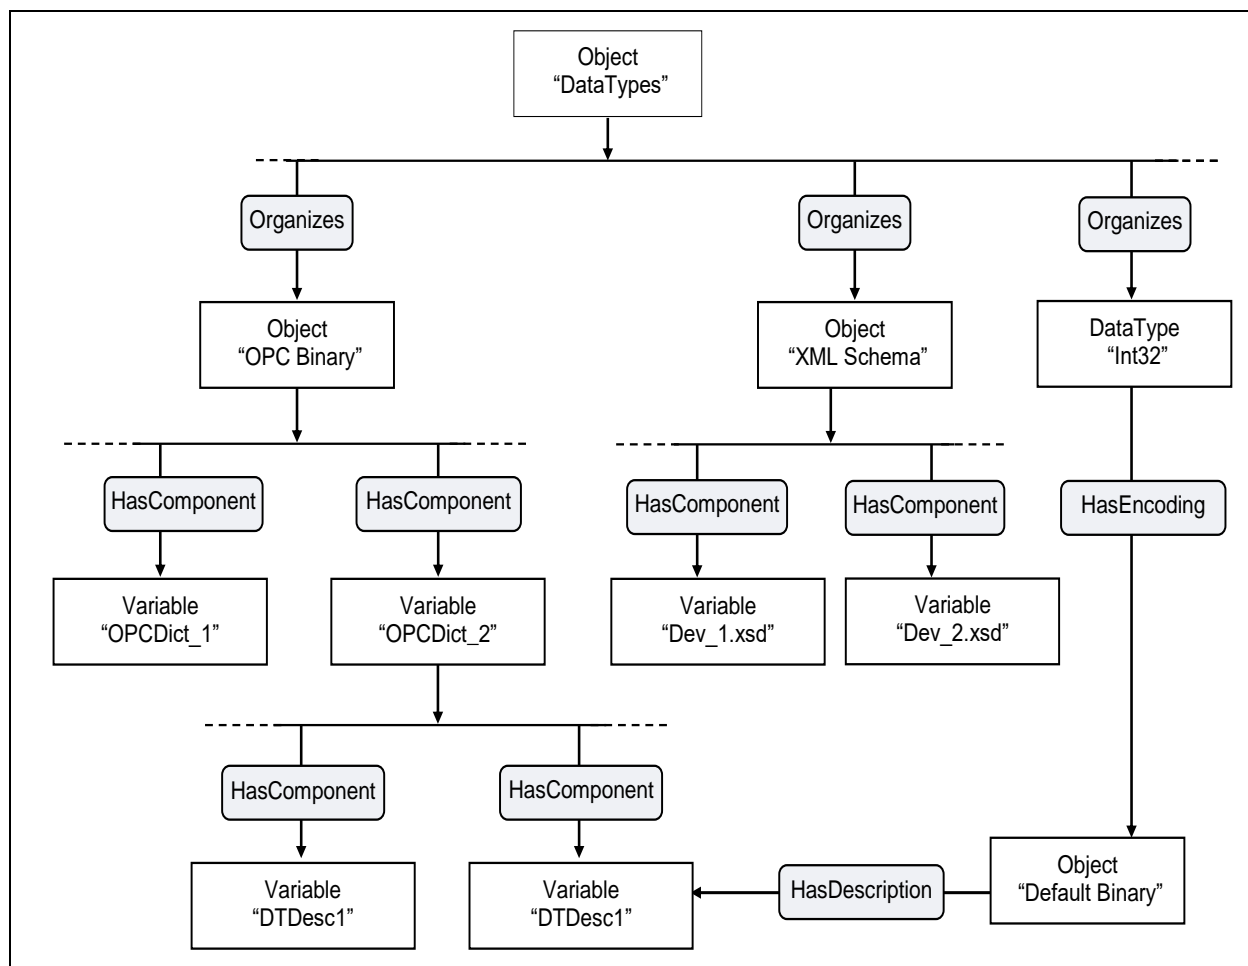 Object
“DataTypes”
Organizes
Organizes
Organizes
Object
“OPC Binary”
Object
“XML Schema”
DataType
“Int32”
HasComponent
HasComponent
HasComponent
HasComponent
HasEncoding
Variable
“OPCDict_1”
Variable
“OPCDict_2”
Variable
“Dev_1.xsd”
Variable
“Dev_2.xsd”
HasComponent
HasComponent
Variable
“DTDesc1”
Variable
“DTDesc1”
HasDescription
Object
“Default Binary”